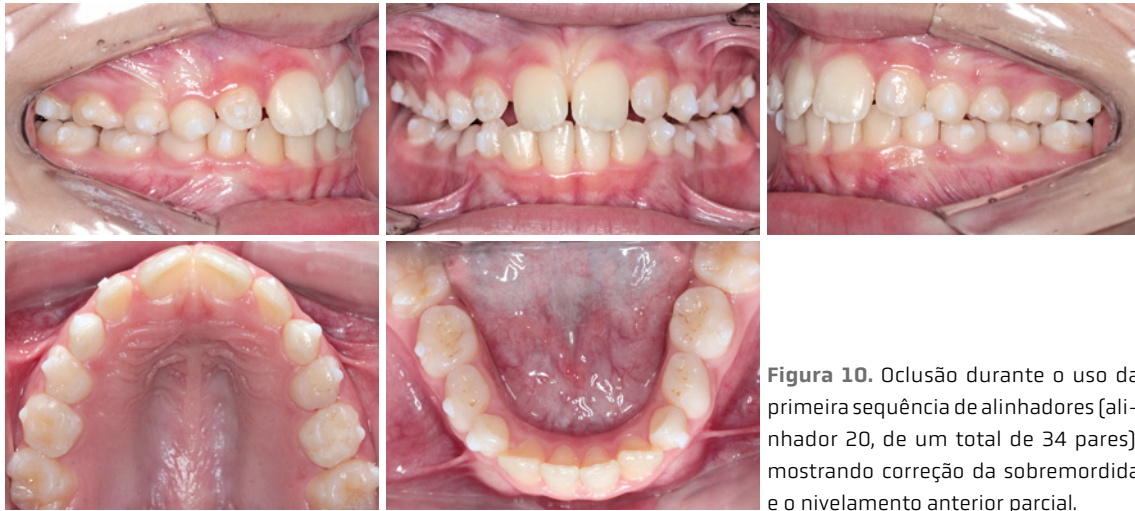 Figura 10. Oclusão durante o uso da
primeira sequência de alinhadores (ali-
nhador 20, de um total de 34 pares)
mostrando correção da sobremordida
e o nivelamento anterior parcial.